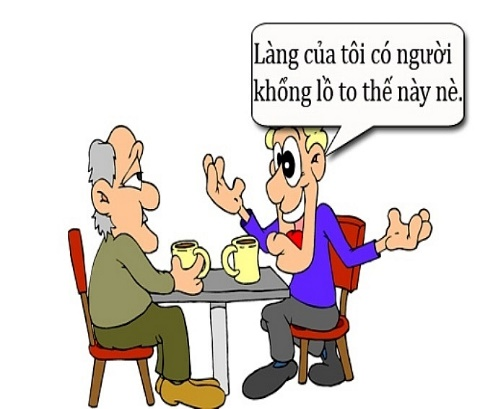 Làng của tôi có người
khổng lồ to thế này nè.